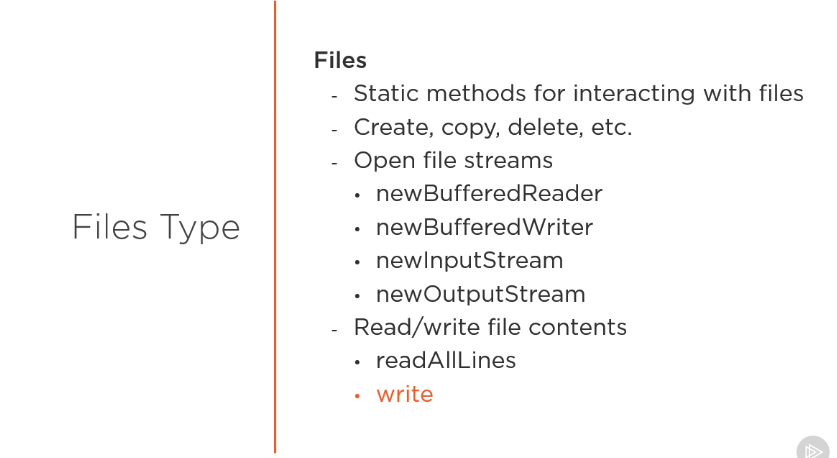 Files Type
Files
- Static methods for interacting with files
- Create, copy, delete, etc.
- Open file streams
• newBufferedReader
• newBufferedWriter
• newInputStream
• newOutputStream
- Read/write file contents
• readAllLines
• write